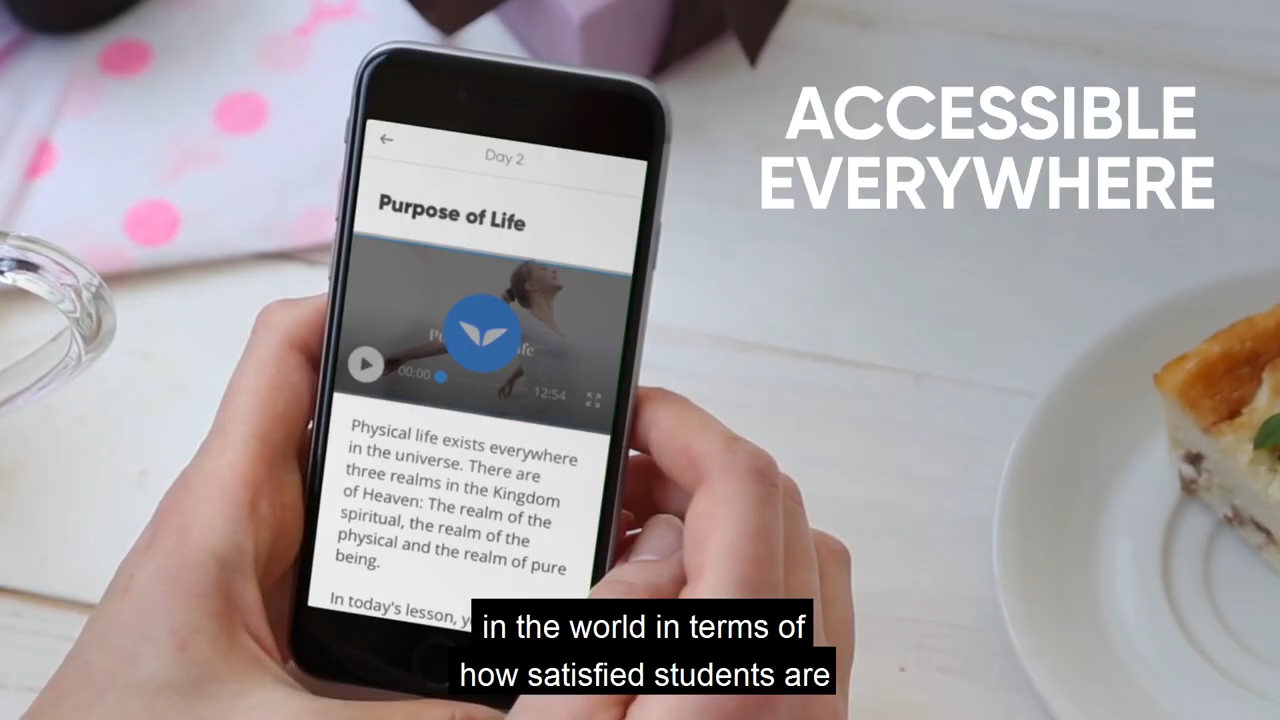 ACCESSIBLE
EVERYWHERE
Day 2
Purpose of Life
00:00
12:54
Physical life exists everywhere
in the universe. There are
three realms in the Kingdom
of Heaven: The realm of the
spiritual, the realm of the
physical and the realm of pure
being.
In today's lesson,
in the world in terms of
how satisfied students are